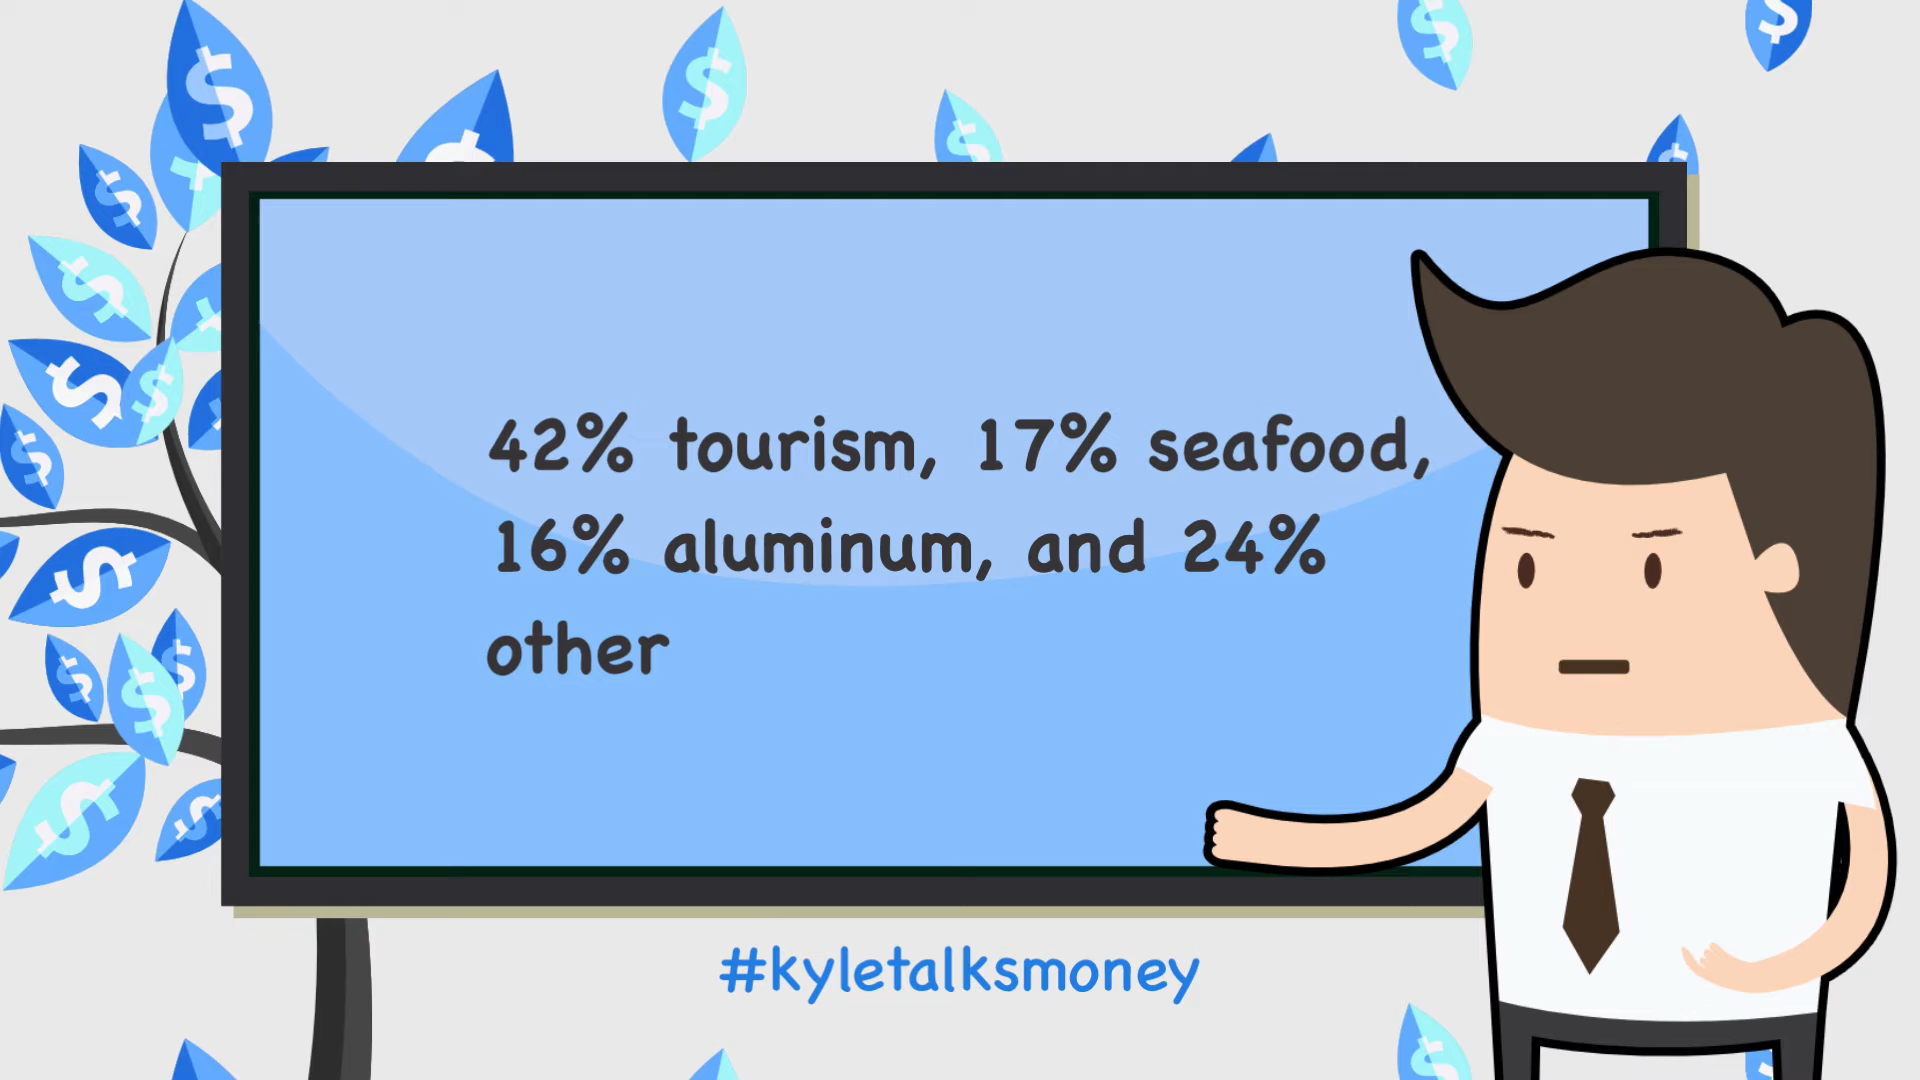 42% tourism, 17% seafood,
16% aluminum, and 24%
other
#kyletalksmoney